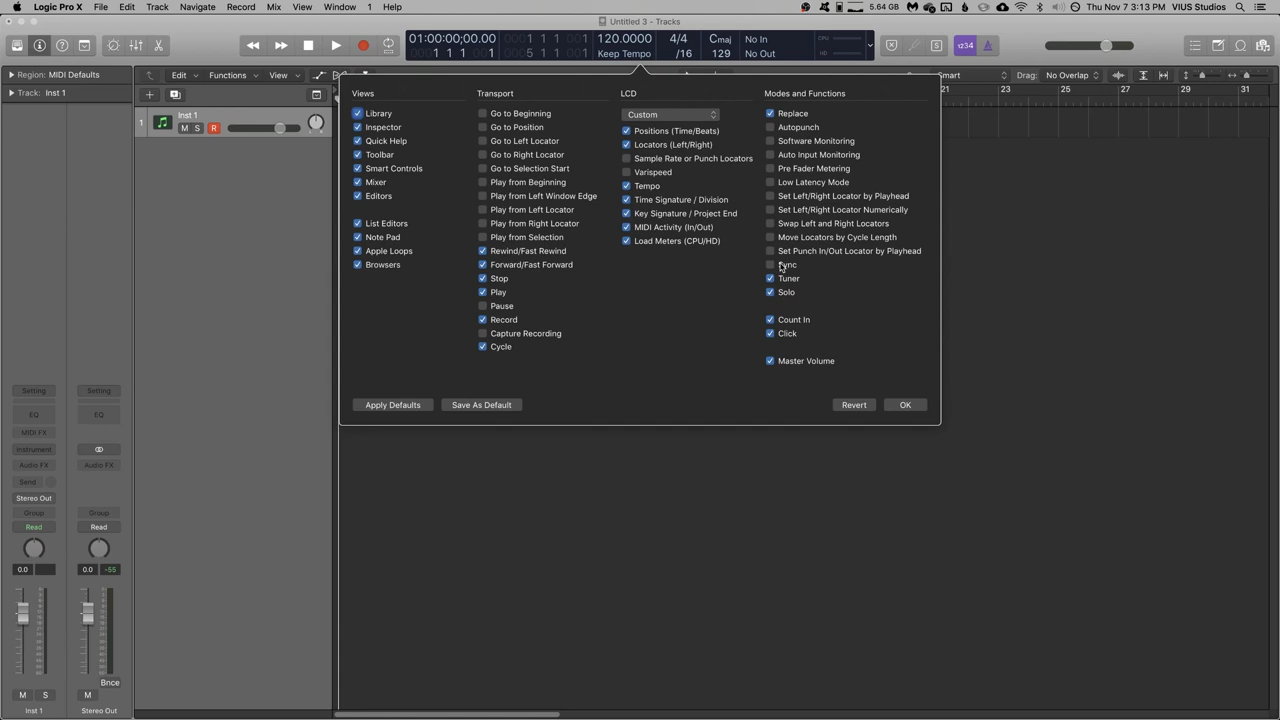 Logic Pro X File Edit Track Navigate Record Mix View Window 1 Help 5.64 GB Thu Nov 7 3:13 PM VIUS Studios
Untitled 3 - Tracks
01:00:00;00.00 120.0000 4/4 Cmaj No In CPU
1 1 1 1 5 1 1 1 Keep Tempo /16 129 No Out HD
1234
Region: MIDI Defaults Edit Functions View Smart Drag: No Overlap
Track: Inst 1
21 23 25 27 29 31
1 Inst 1
M S R
Views
Library
Inspector
Quick Help
Toolbar
Smart Controls
Mixer
Editors
List Editors
Note Pad
Apple Loops
Browsers
Transport
Go to Beginning
Go to Position
Go to Left Locator
Go to Right Locator
Go to Selection Start
Play from Beginning
Play from Left Window Edge
Play from Left Locator
Play from Right Locator
Play from Selection
Rewind/Fast Rewind
Forward/Fast Forward
Stop
Play
Pause
Record
Capture Recording
Cycle
LCD
Custom
Positions (Time/Beats)
Locators (Left/Right)
Sample Rate or Punch Locators
Varispeed
Tempo
Time Signature / Division
Key Signature / Project End
MIDI Activity (In/Out)
Load Meters (CPU/HD)
Modes and Functions
Replace
Autopunch
Software Monitoring
Auto Input Monitoring
Pre Fader Metering
Low Latency Mode
Set Left/Right Locator by Playhead
Set Left/Right Locator Numerically
Swap Left and Right Locators
Move Locators by Cycle Length
Set Punch In/Out Locator by Playhead
Sync
Tuner
Solo
Count In
Click
Master Volume
Apply Defaults Save As Default Revert OK
Setting Setting
EQ EQ
MIDI FX
Instrument
Audio FX Audio FX
Send
Stereo Out
Group Group
Read Read
0.0 0.0 -55
Bnce
M S M
Inst 1 Stereo Out